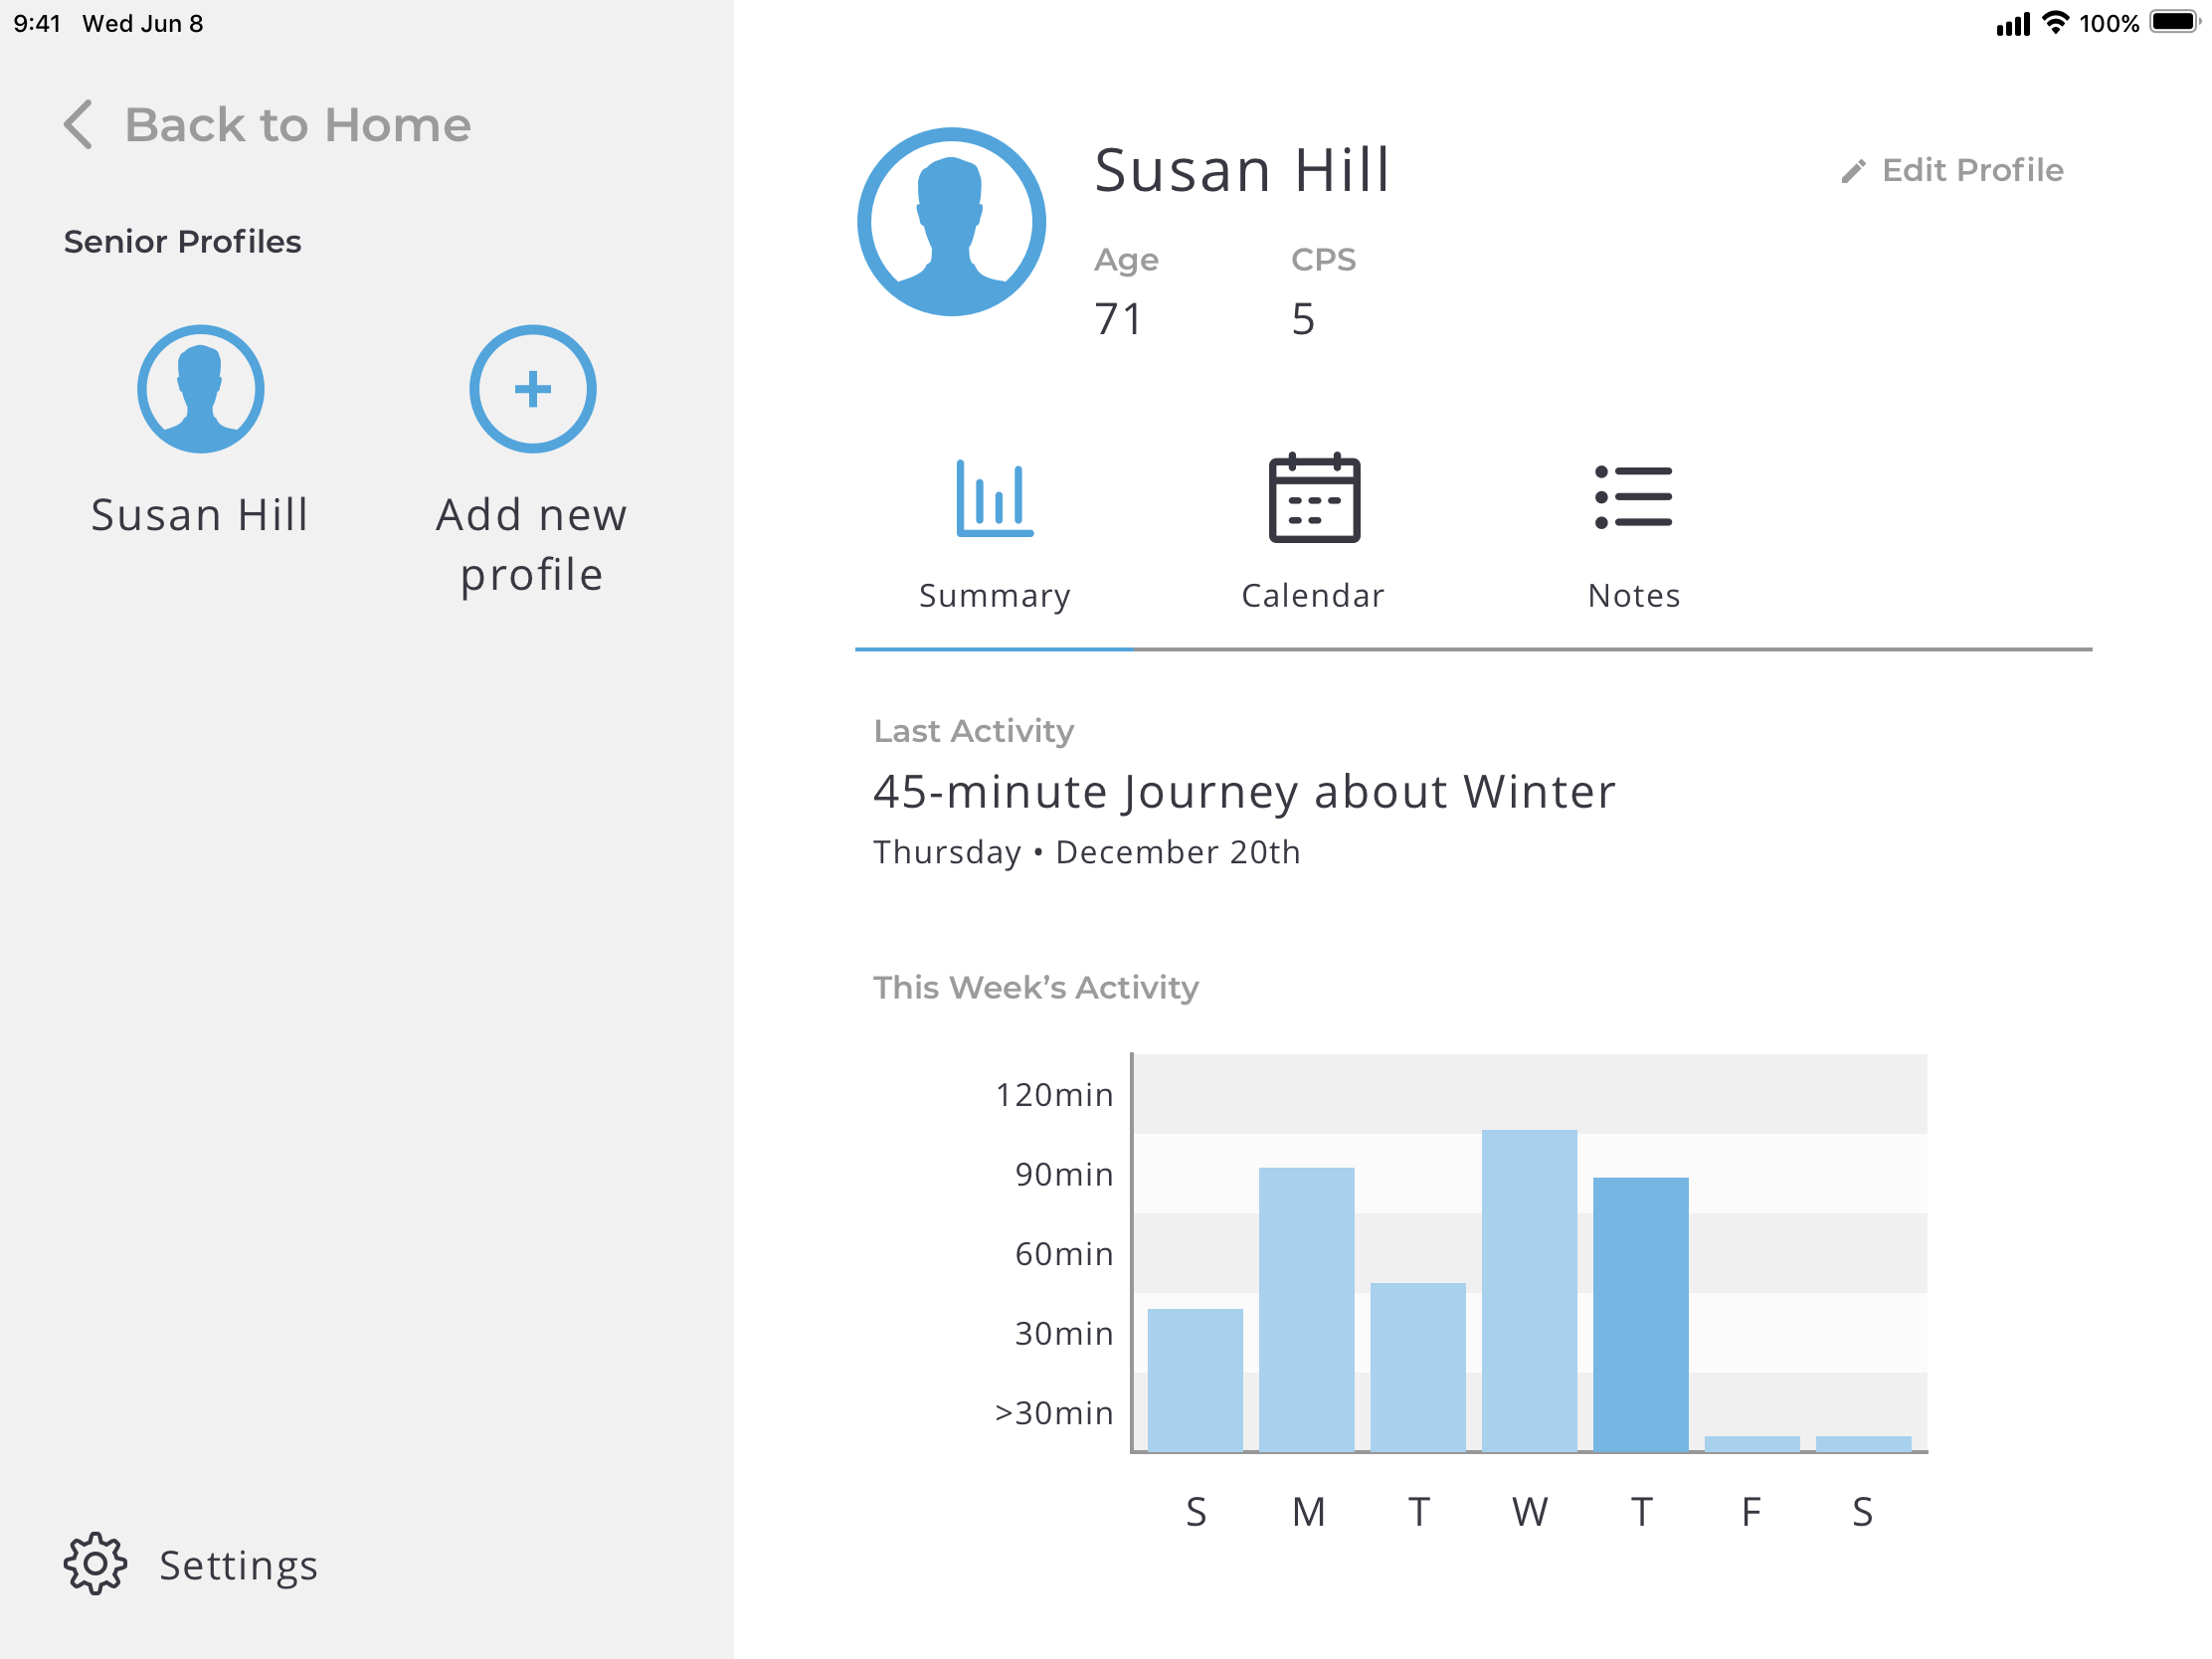 9:41 Wed Jun 8
100%
Back to Home
Senior Profiles
Susan Hill
Add new
profile
Settings
Susan Hill
Edit Profile
Age
CPS
71
5
Summary
Calendar
Notes
Last Activity
45-minute Journey about Winter
Thursday • December 20th
This Week’s Activity
120min
90min
60min
30min
>30min
S M T W T F S